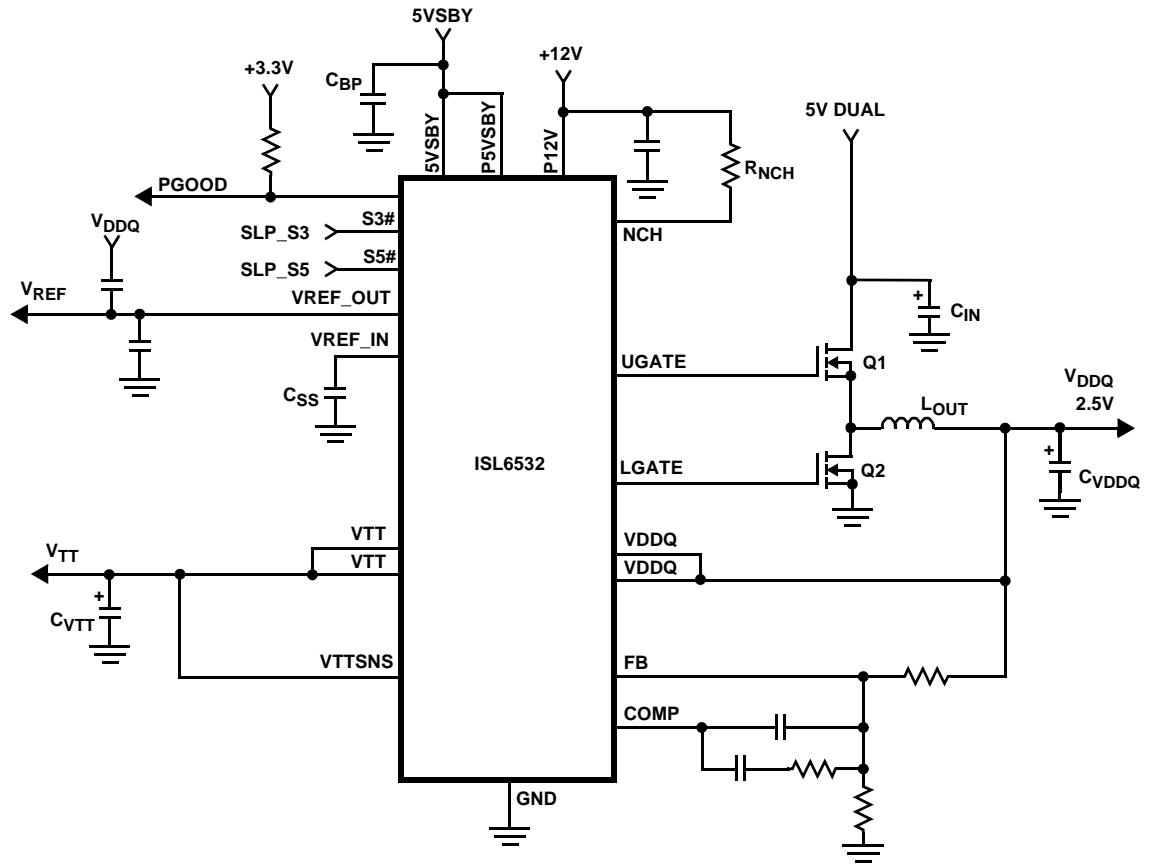 5VSBY
+12V
+3.3V
CBP
5V DUAL
5VSBY
P5VSBY
P12V
RNCH
PGOOD
NCH
VDDQ
S3#
SLP_S3
S5#
SLP_S5
VREF
VREF_OUT
CIN
VREF_IN
UGATE
Q1
CSS
VDDQ
2.5V
LOUT
ISL6532
LGATE
Q2
CVDDQ
VTT
VDDQ
VTT
VTT
VDDQ
CVTT
VTTSNS
FB
COMP
GND